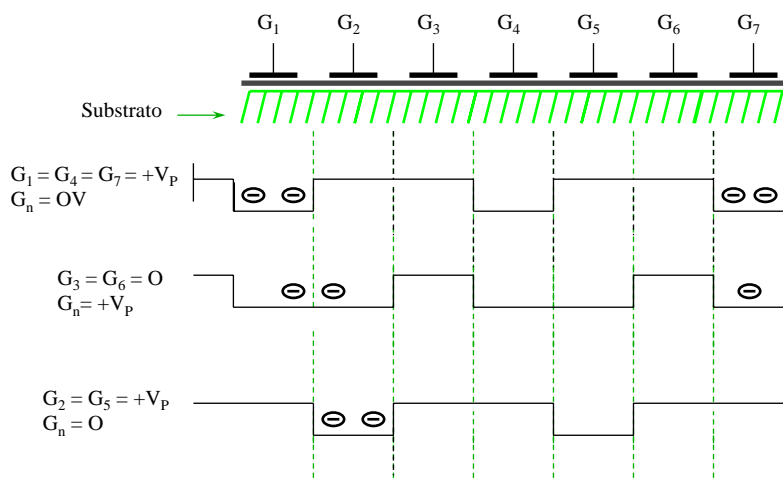 G1 G2 G3 G4 G5 G6 G7
Substrato
G1 = G4 = G7 = +VP
Gn = OV
G3 = G6 = O
Gn= +VP
G2 = G5 = +VP
Gn = O